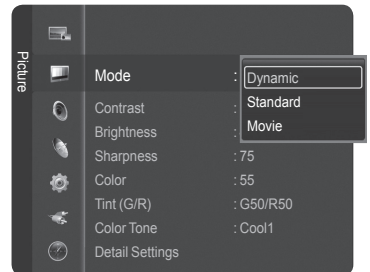 Picture
Mode : Dynamic
Standard
Movie
Contrast :
Brightness :
Sharpness : 75
Color : 55
Tint (G/R) : G50/R50
Color Tone : Cool1
Detail Settings